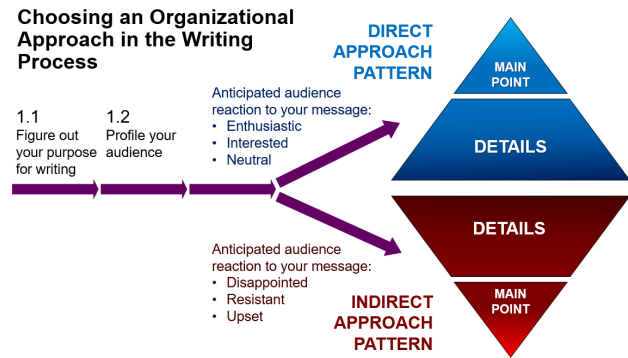 Choosing an Organizational
Approach in the Writing
Process
DIRECT
APPROACH
PATTERN
MAIN
POINT
DETAILS
1.1
Figure out
your purpose
for writing
1.2
Profile your
audience
Anticipated audience
reaction to your message:
• Enthusiastic
• Interested
• Neutral
Anticipated audience
reaction to your message:
• Disappointed
• Resistant
• Upset
INDIRECT
APPROACH
PATTERN
DETAILS
MAIN
POINT